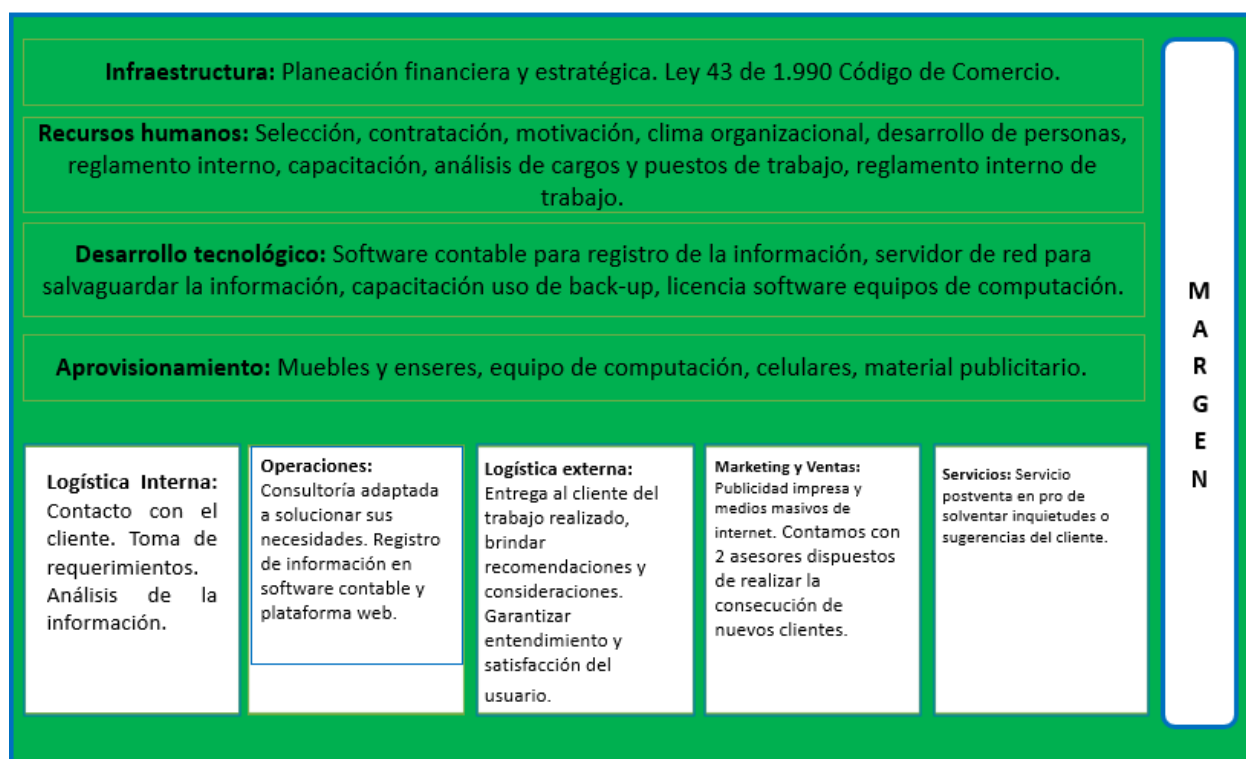 Infraestructura: Planeación financiera y estratégica. Ley 43 de 1.990 Código de Comercio.
Recursos humanos: Selección, contratación, motivación, clima organizacional, desarrollo de personas,
reglamento interno, capacitación, análisis de cargos y puestos de trabajo, reglamento interno de
trabajo.
Desarrollo tecnológico: Software contable para registro de la información, servidor de red para
salvaguardar la información, capacitación uso de back-up, licencia software equipos de computación.
Aprovisionamiento: Muebles y enseres, equipo de computación, celulares, material publicitario.
Logística Interna:
Contacto con el
cliente. Toma de
requerimientos.
Análisis de la
información.
Operaciones:
Consultoría adaptada
a solucionar sus
necesidades. Registro
de información en
software contable y
plataforma web.
Logística externa:
Entrega al cliente del
trabajo realizado,
brindar
recomendaciones y
consideraciones.
Garantizar
entendimiento y
satisfacción del
usuario.
Marketing y Ventas:
Publicidad impresa y
medios masivos de
internet. Contamos con
2 asesores dispuestos
de realizar la
consecución de
nuevos clientes.
Servicios: Servicio
postventa en pro de
solventar inquietudes o
sugerencias del cliente.
M
A
R
G
E
N